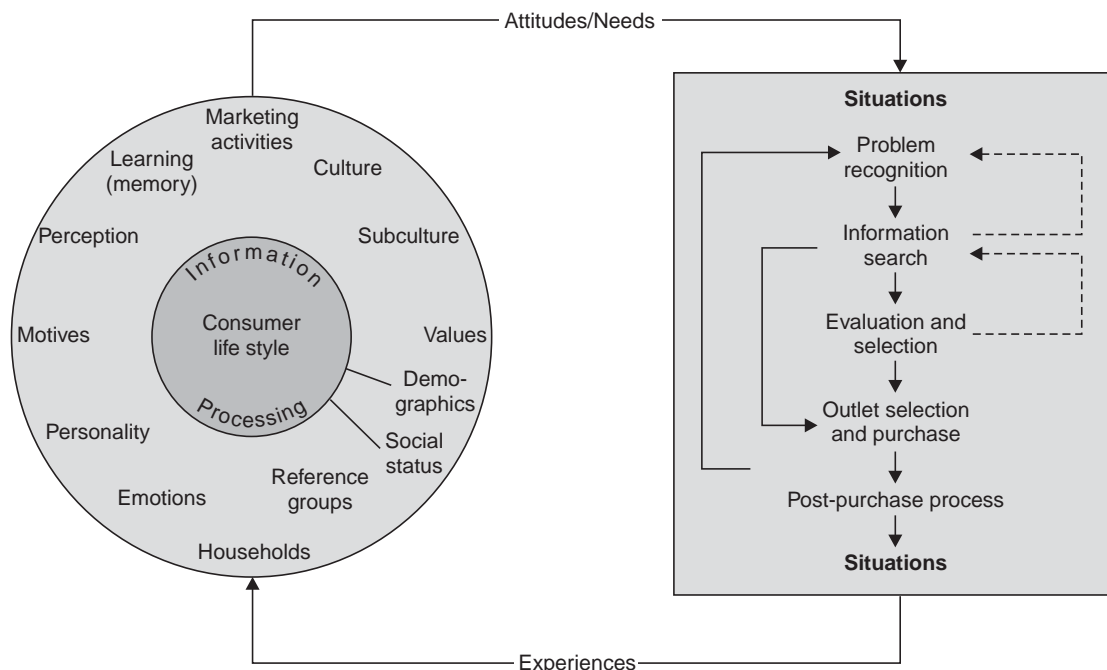 Attitudes/Needs
Marketing
activities
Learning
(memory)
Culture
Perception
Subculture
Information
Consumer
life style
Processing
Motives
Values
Demo-
graphics
Personality
Social
status
Reference
groups
Emotions
Households
Situations
Problem
recognition
Information
search
Evaluation and
selection
Outlet selection
and purchase
Post-purchase process
Situations
Experiences